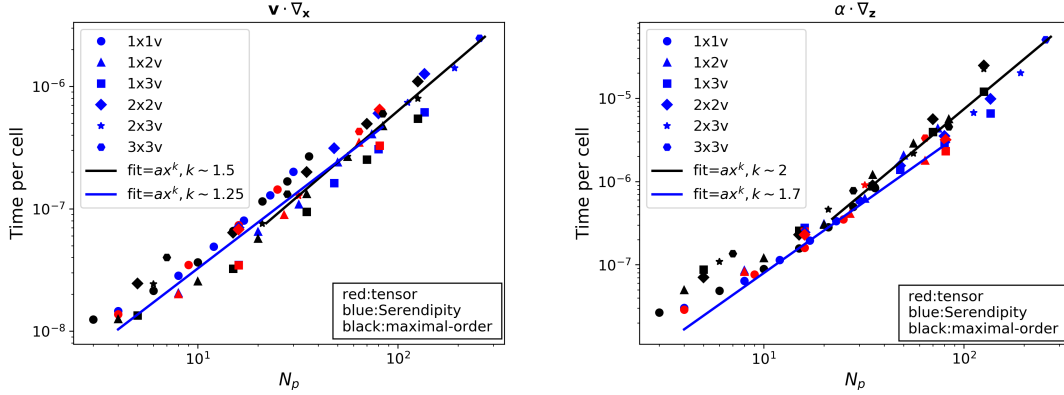 v · ∇x
Time per cell
10⁻⁶
10⁻⁷
10⁻⁸
1x1v
1x2v
1x3v
2x2v
2x3v
3x3v
fit=axᵏ, k ∼ 1.5
fit=axᵏ, k ∼ 1.25
red:tensor
blue:Serendipity
black:maximal-order
10¹ 10²
Nₚ
α · ∇z
Time per cell
10⁻⁵
10⁻⁶
10⁻⁷
1x1v
1x2v
1x3v
2x2v
2x3v
3x3v
fit=axᵏ, k ∼ 2
fit=axᵏ, k ∼ 1.7
red:tensor
blue:Serendipity
black:maximal-order
10¹ 10²
Nₚ